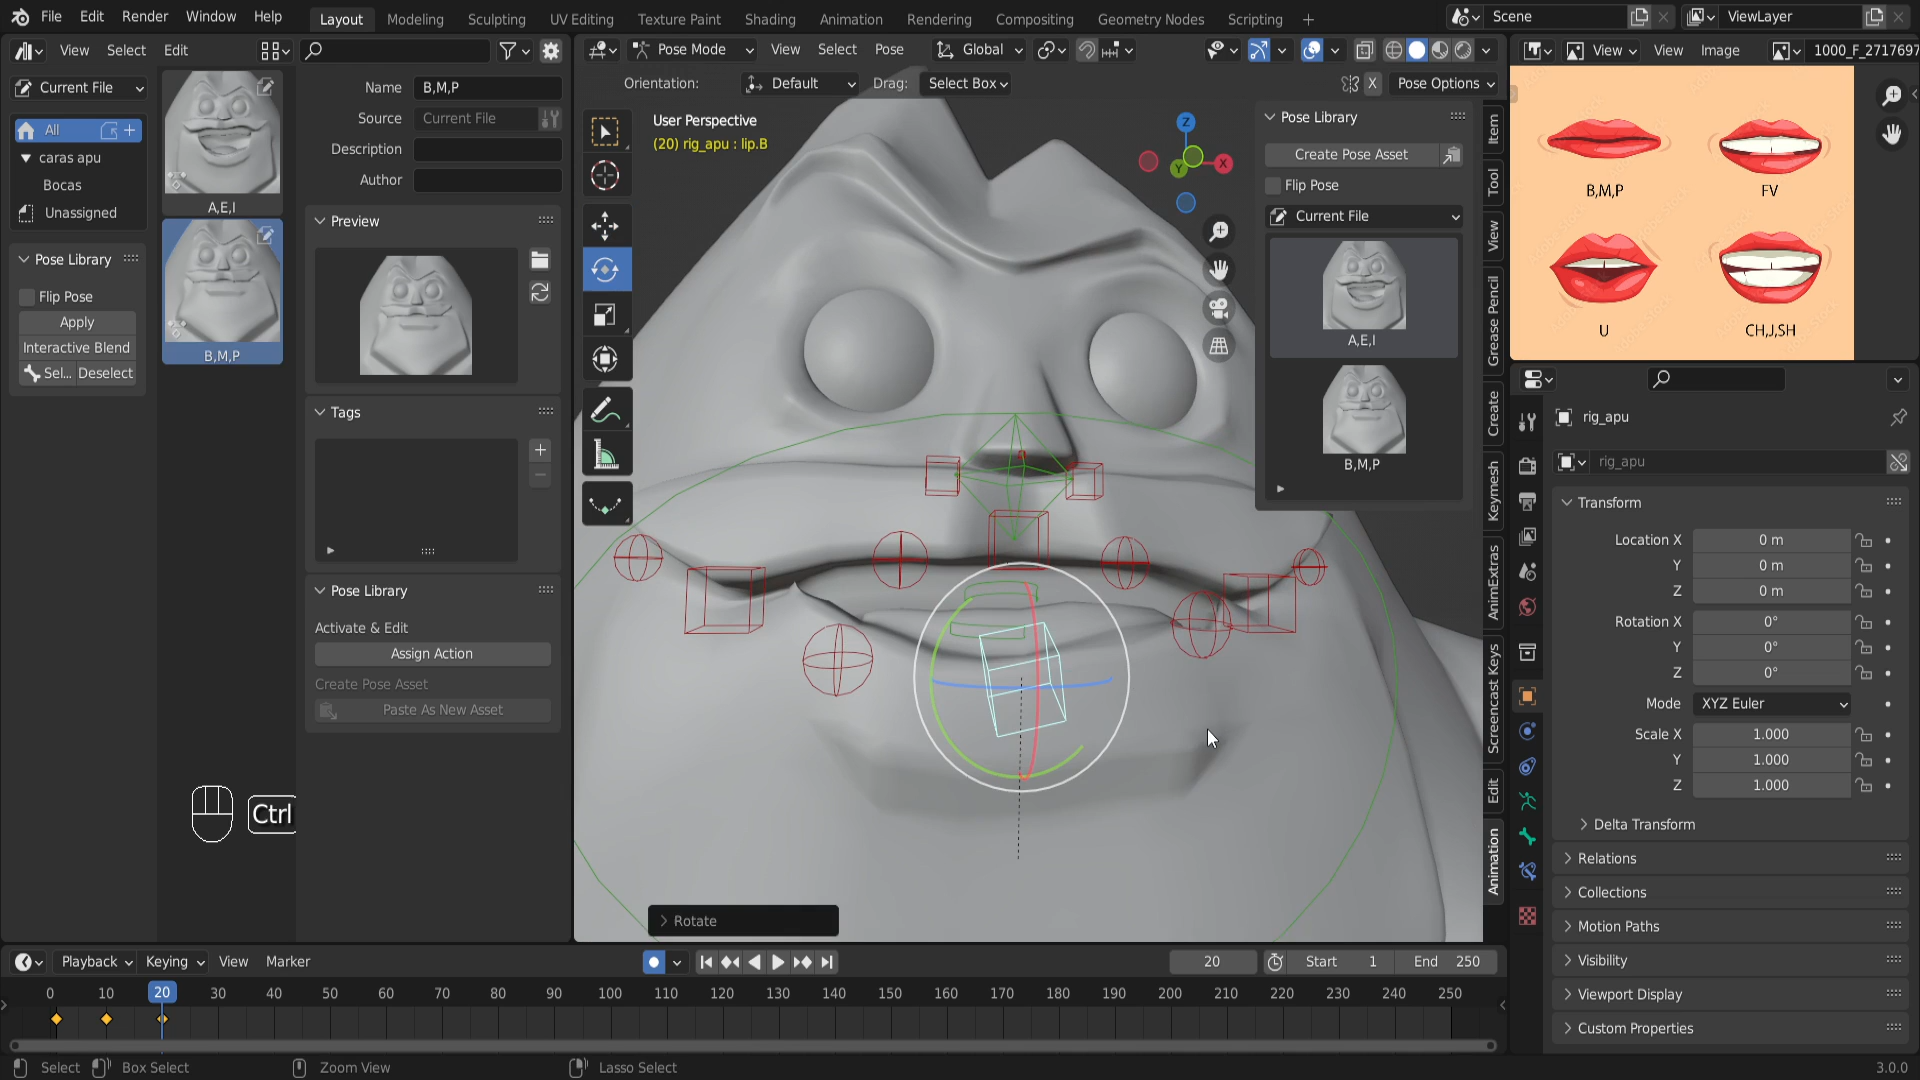 File Edit Render Window Help Layout Modeling Sculpting UV Editing Texture Paint Shading Animation Rendering Compositing Geometry Nodes Scripting + Scene ViewLayer
View Select Edit
Pose Mode View Select Pose Global
View View Image 1000_F_2717697
Orientation: Default Drag: Select Box X Pose Options
Current File
All
caras apu
Bocas
Unassigned
Pose Library
Flip Pose
Apply
Interactive Blend
Sel... Deselect
A,E,I
B,M,P
Name B,M,P
Source Current File
Description
Author
Preview
Tags
Pose Library
Activate & Edit
Assign Action
Create Pose Asset
Paste As New Asset
Ctrl
User Perspective
(20) rig_apu : lip.B
Z
X
Y
Pose Library
Create Pose Asset
Flip Pose
Current File
A,E,I
B,M,P
Item
Tool
View
Grease Pencil
Create
Keymesh
AnimExtras
Screencast Keys
Edit
Animation
Rotate
B,M,P FV
U CH,J,SH
rig_apu
rig_apu
Transform
Location X 0 m
Y 0 m
Z 0 m
Rotation X 0°
Y 0°
Z 0°
Mode XYZ Euler
Scale X 1.000
Y 1.000
Z 1.000
Delta Transform
Relations
Collections
Motion Paths
Visibility
Viewport Display
Custom Properties
Playback Keying View Marker 20 Start 1 End 250
0 10 20 30 40 50 60 70 80 90 100 110 120 130 140 150 160 170 180 190 200 210 220 230 240 250
Select Box Select Zoom View Lasso Select 3.0.0